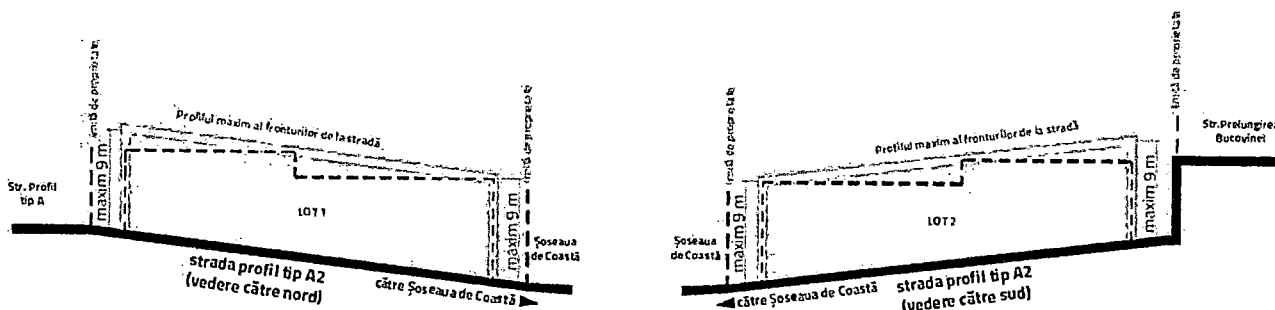 limită de proprietate
Profilul maxim al fronturilor de la stradă
limită de proprietate
Str. Profil
tip A
maxim 9 m
LOT 1
maxim 9 m
Șoseaua
de Coastă
strada profil tip A2
(vedere către nord)
către Șoseaua de Coastă
limită de proprietate
limită de proprietate
Profilul maxim al fronturilor de la stradă
Str.Prelungirea
Bucovinei
maxim 9 m
LOT2
Șoseaua
de Coastă
maxim 9 m
către Șoseaua de Coastă
strada profil tip A2
(vedere către sud)